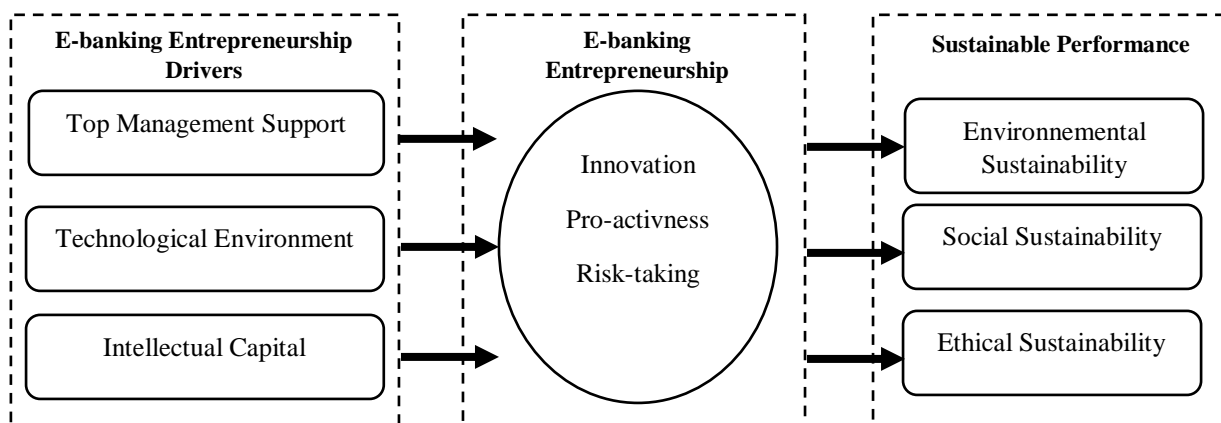 E-banking Entrepreneurship
Drivers
Top Management Support
Technological Environment
Intellectual Capital
E-banking
Entrepreneurship
Innovation
Pro-activness
Risk-taking
Sustainable Performance
Environnemental
Sustainability
Social Sustainability
Ethical Sustainability